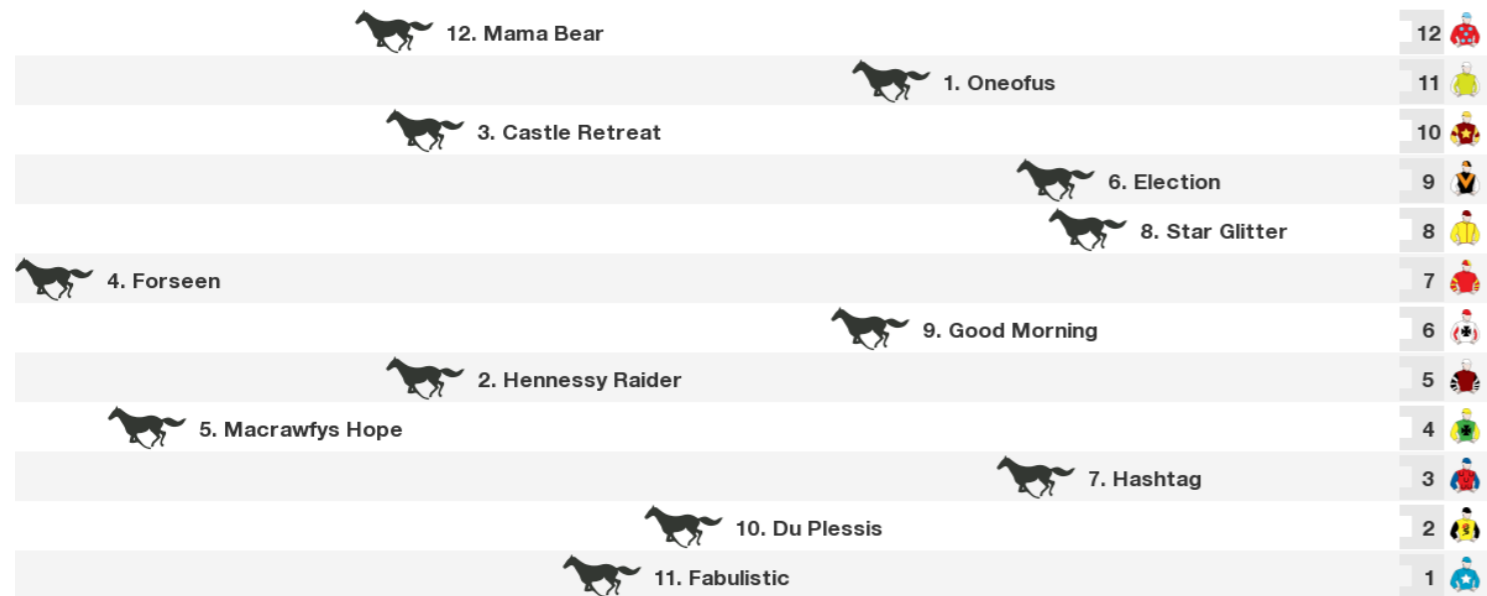 12. Mama Bear 12
1. Oneofus 11
3. Castle Retreat 10
6. Election 9
8. Star Glitter 8
4. Forseen 7
9. Good Morning 6
2. Hennessy Raider 5
5. Macrawfys Hope 4
7. Hashtag 3
10. Du Plessis 2
11. Fabulistic 1